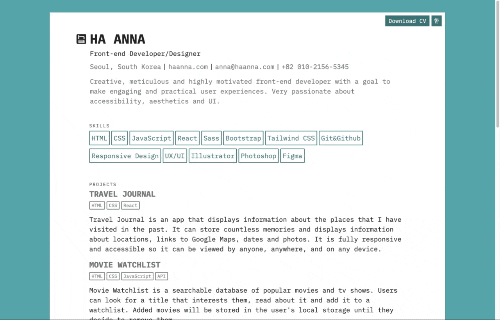 Download CV
HA ANNA
Front-end Developer/Designer
Seoul, South Korea | haanna.com | anna@haanna.com | +82 010-2156-5345
Creative, meticulous and highly motivated front-end developer with a goal to
make engaging and practical user experiences. Very passionate about
accessibility, aesthetics and UI.
SKILLS
HTML CSS JavaScript React Sass Bootstrap Tailwind CSS Git&Github
Responsive Design UX/UI Illustrator Photoshop Figma
PROJECTS
TRAVEL JOURNAL
HTML CSS React
Travel Journal is an app that displays information about the places that I have
visited in the past. It can store countless memories and displays information
about locations, links to Google Maps, dates and photos. It is fully responsive
and accessible so it can be viewed by anyone, anywhere, and on any device.
MOVIE WATCHLIST
HTML CSS JavaScript API
Movie Watchlist is a searchable database of popular movies and tv shows. Users
can look for a title that interests them, read about it and add it to a
watchlist. Added movies will be stored in the user's local storage until they
decide to remove them.